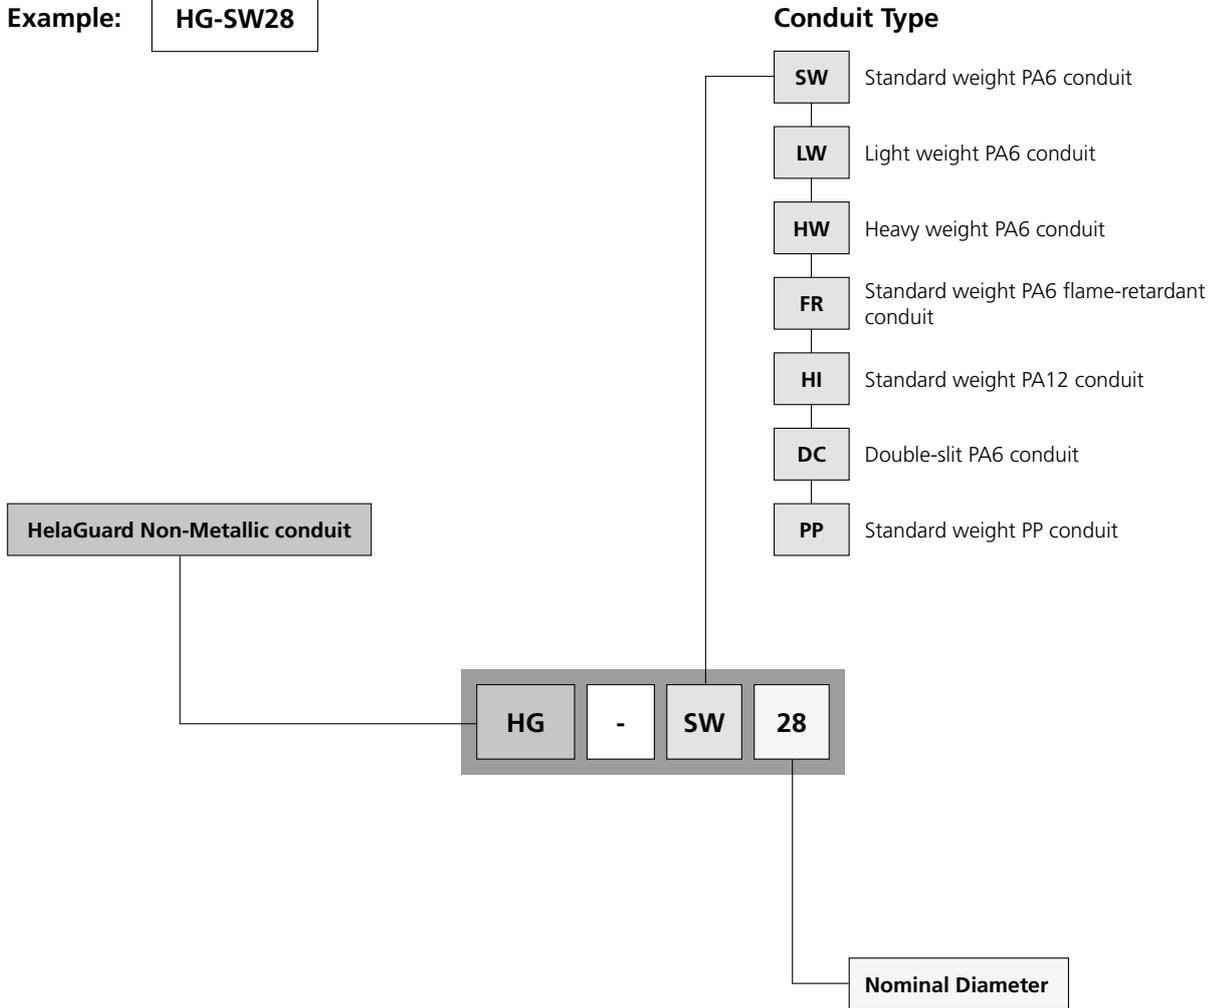 Example: HG-SW28
Conduit Type
SW Standard weight PA6 conduit
LW Light weight PA6 conduit
HW Heavy weight PA6 conduit
FR Standard weight PA6 flame-retardant
conduit
HI Standard weight PA12 conduit
DC Double-slit PA6 conduit
PP Standard weight PP conduit
HelaGuard Non-Metallic conduit
HG - SW 28
Nominal Diameter